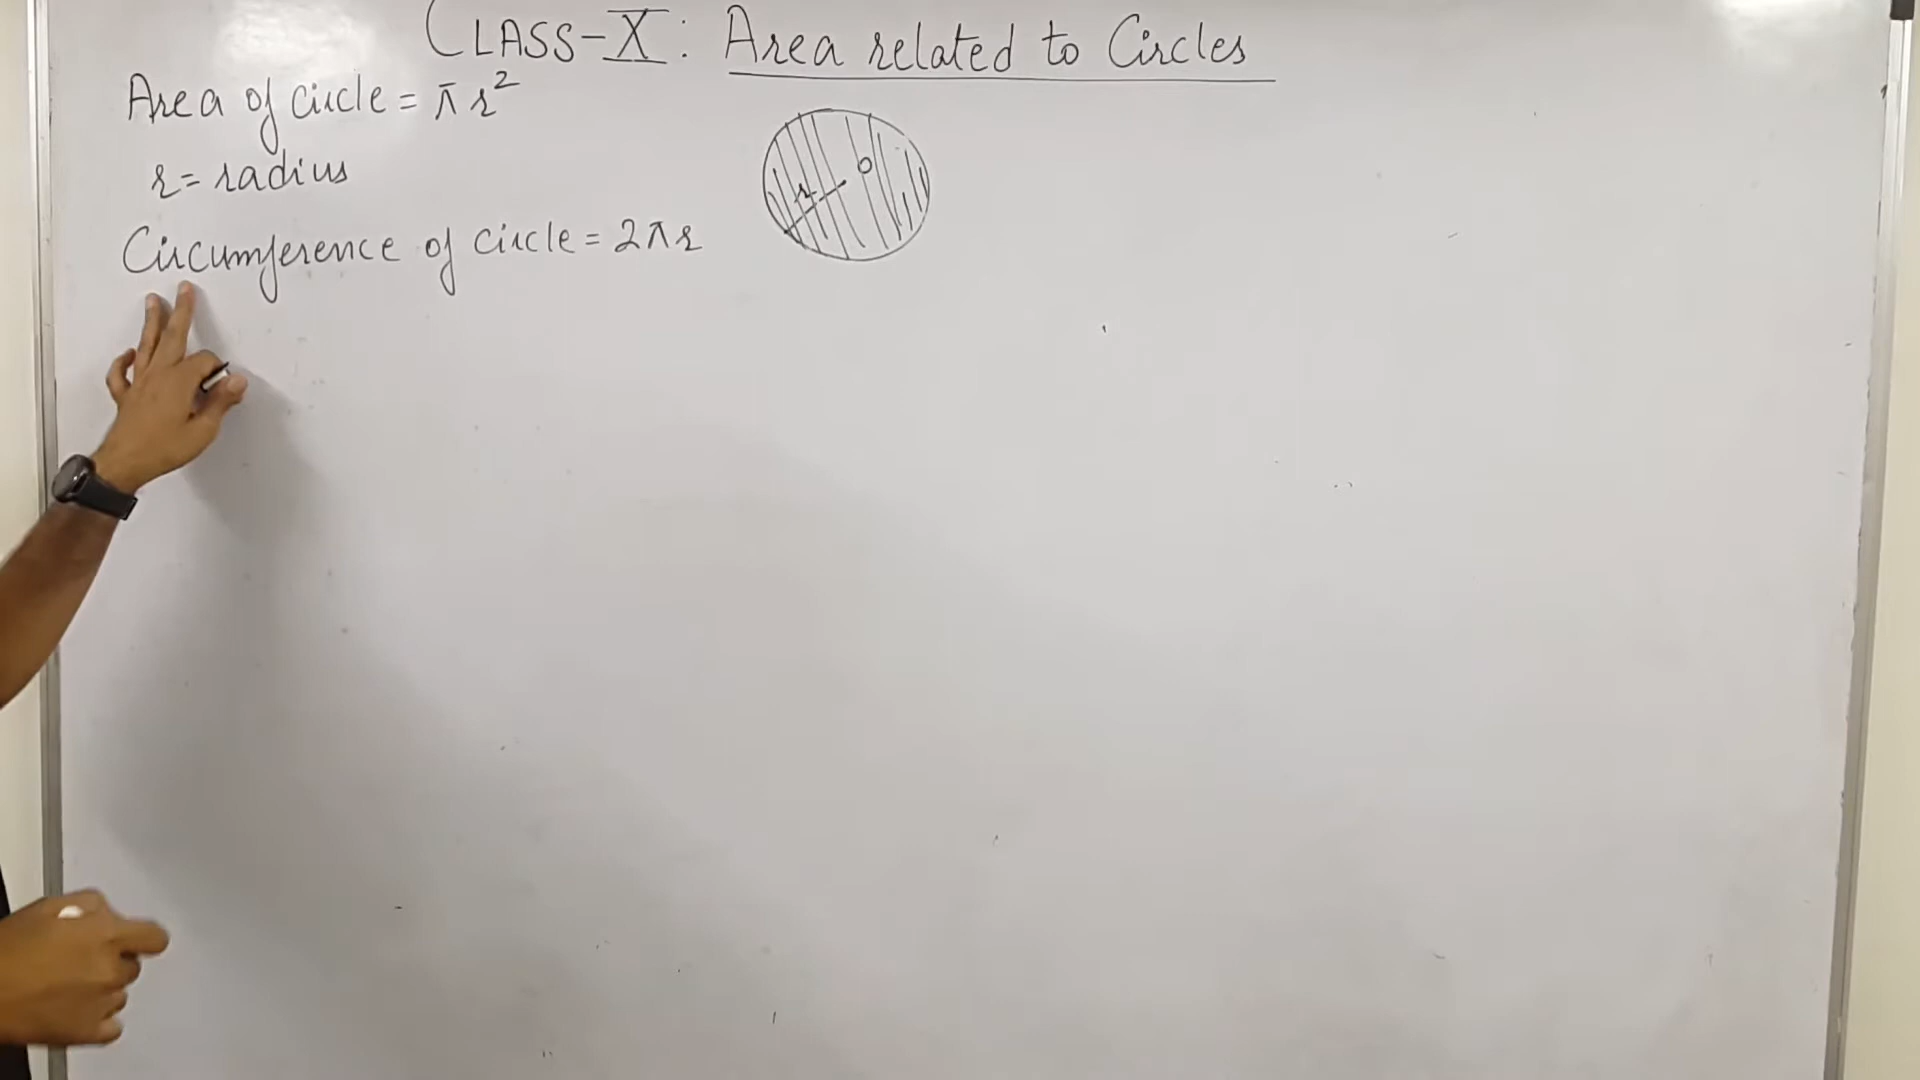 CLASS-X: Area related to Circles
Area of circle = πr²
r = radius
r o
Circumference of circle = 2πr